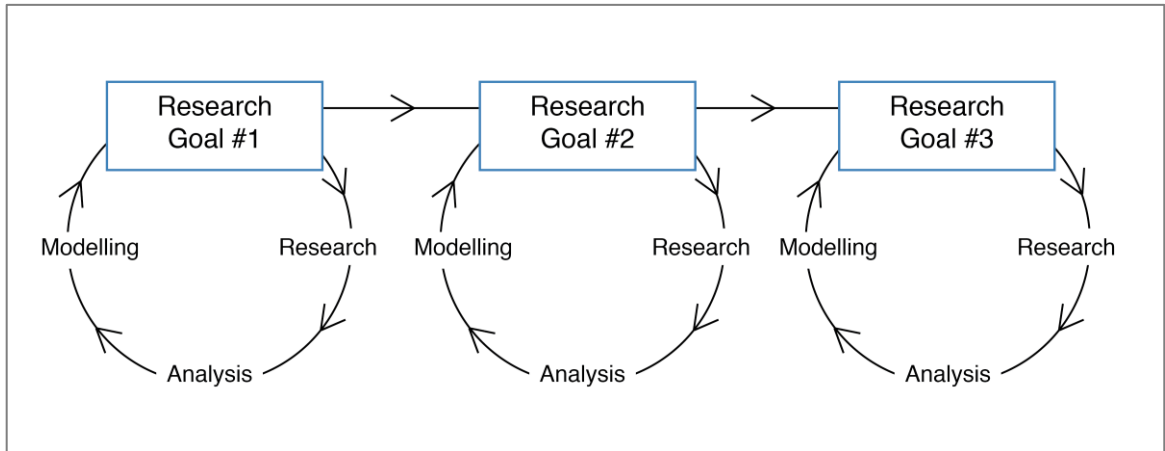 Research
Goal #1
Research
Goal #2
Research
Goal #3
Modelling
Research
Modelling
Research
Modelling
Research
Analysis
Analysis
Analysis